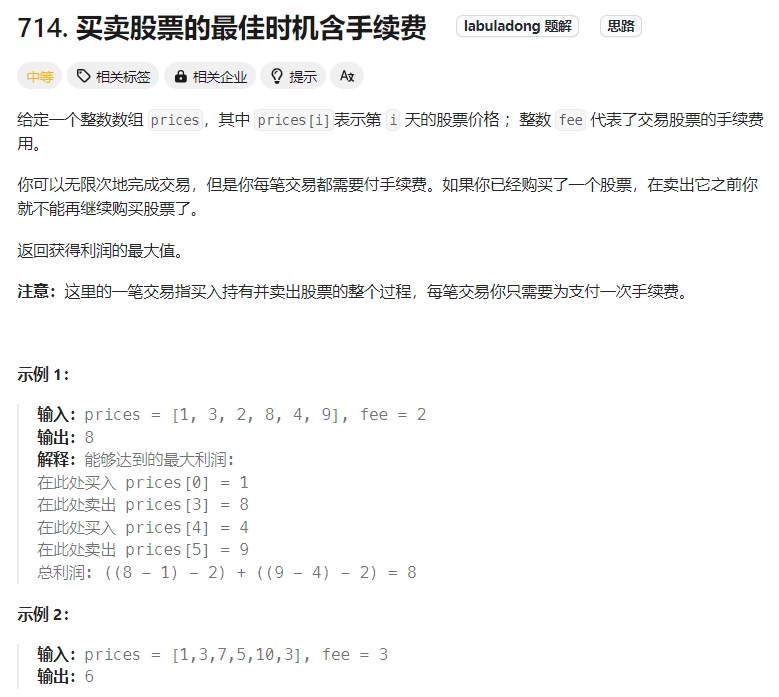 714. 买卖股票的最佳时机含手续费 labuladong 题解 思路
中等 相关标签 相关企业 提示 Aあ
给定一个整数数组 prices，其中 prices[i]表示第 i 天的股票价格 ；整数 fee 代表了交易股票的手续费
用。
你可以无限次地完成交易，但是你每笔交易都需要付手续费。如果你已经购买了一个股票，在卖出它之前你
就不能再继续购买股票了。
返回获得利润的最大值。
注意：这里的一笔交易指买入持有并卖出股票的整个过程，每笔交易你只需要为支付一次手续费。
示例 1：
输入：prices = [1, 3, 2, 8, 4, 9], fee = 2
输出：8
解释：能够达到的最大利润:
在此处买入 prices[0] = 1
在此处卖出 prices[3] = 8
在此处买入 prices[4] = 4
在此处卖出 prices[5] = 9
总利润: ((8 - 1) - 2) + ((9 - 4) - 2) = 8
示例 2：
输入：prices = [1,3,7,5,10,3], fee = 3
输出：6